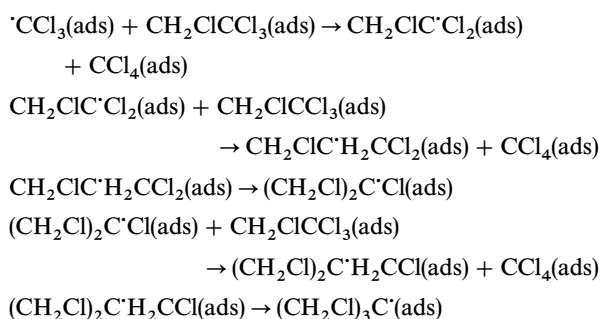 ˙CCl₃(ads) + CH₂ClCCl₃(ads) → CH₂ClC˙Cl₂(ads)
+ CCl₄(ads)
CH₂ClC˙Cl₂(ads) + CH₂ClCCl₃(ads)
→ CH₂ClC˙H₂CCl₂(ads) + CCl₄(ads)
CH₂ClC˙H₂CCl₂(ads) → (CH₂Cl)₂C˙Cl(ads)
(CH₂Cl)₂C˙Cl(ads) + CH₂ClCCl₃(ads)
→ (CH₂Cl)₂C˙H₂CCl(ads) + CCl₄(ads)
(CH₂Cl)₂C˙H₂CCl(ads) → (CH₂Cl)₃C˙(ads)